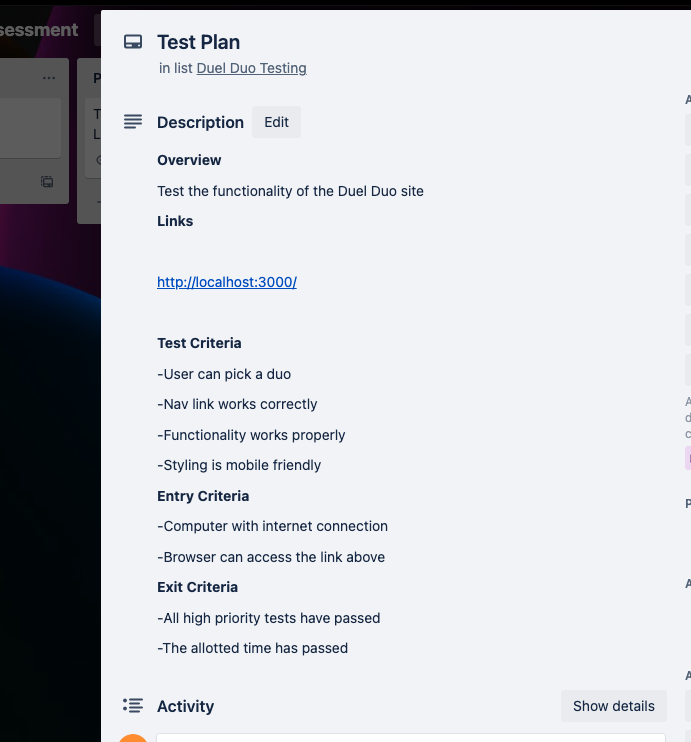 sessment
Test Plan
in list Duel Duo Testing
Description Edit
Overview
Test the functionality of the Duel Duo site
Links
http://localhost:3000/
Test Criteria
-User can pick a duo
-Nav link works correctly
-Functionality works properly
-Styling is mobile friendly
Entry Criteria
-Computer with internet connection
-Browser can access the link above
Exit Criteria
-All high priority tests have passed
-The allotted time has passed
Activity Show details